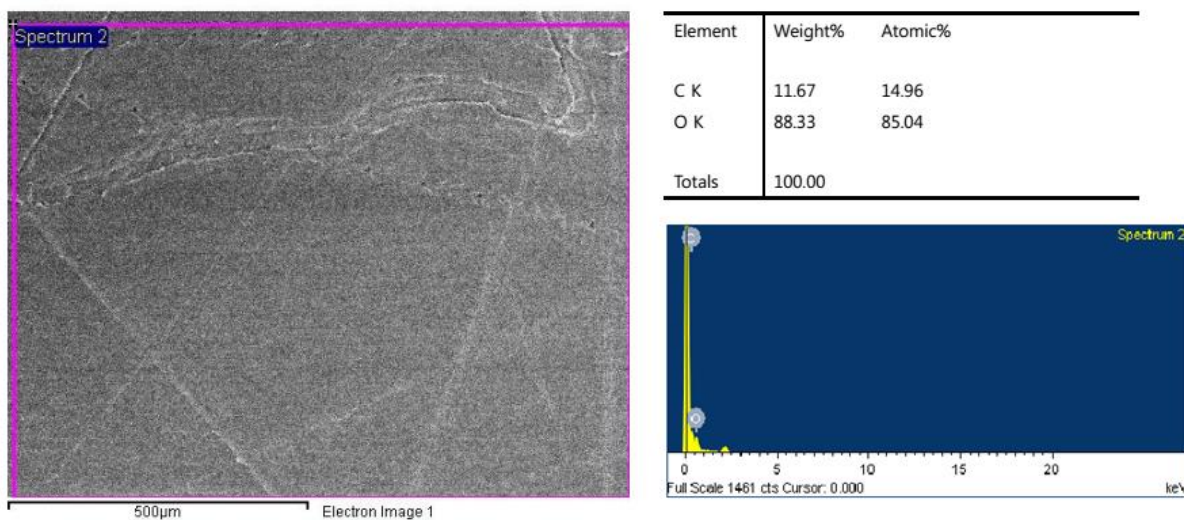 Spectrum 2
500µm
Electron Image 1
Element Weight% Atomic%
C K 11.67 14.96
O K 88.33 85.04
Totals 100.00
Spectrum 2
C
O
0 5 10 15 20
Full Scale 1461 cts Cursor: 0.000
keV